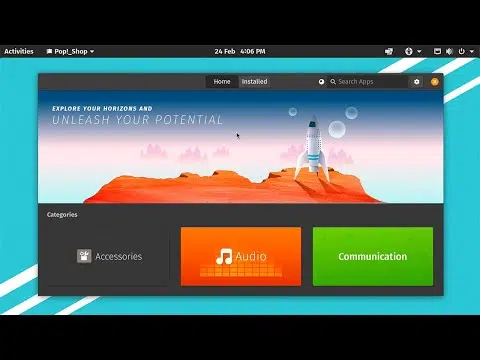 Activities Pop!_Shop 24 Feb 4:06 PM
Home Installed Search Apps
EXPLORE YOUR HORIZONS AND
UNLEASH YOUR POTENTIAL
Categories
Accessories Audio Communication